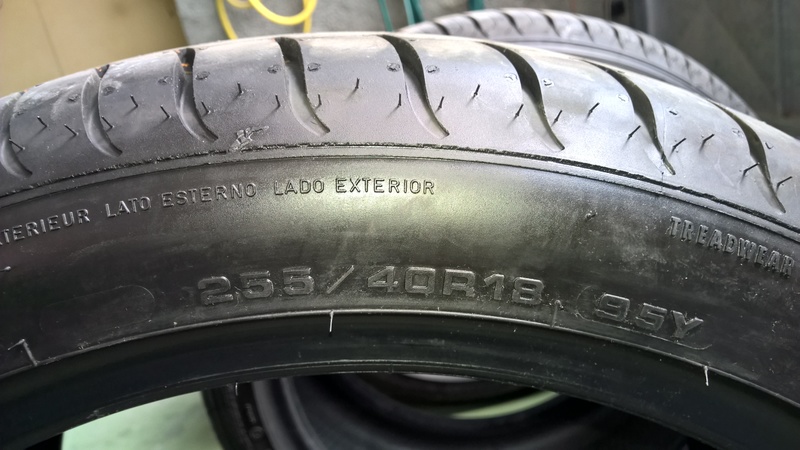 TERIEUR LATO ESTERNO LADO EXTERIOR
TREADWEAR
255/40R18 95Y